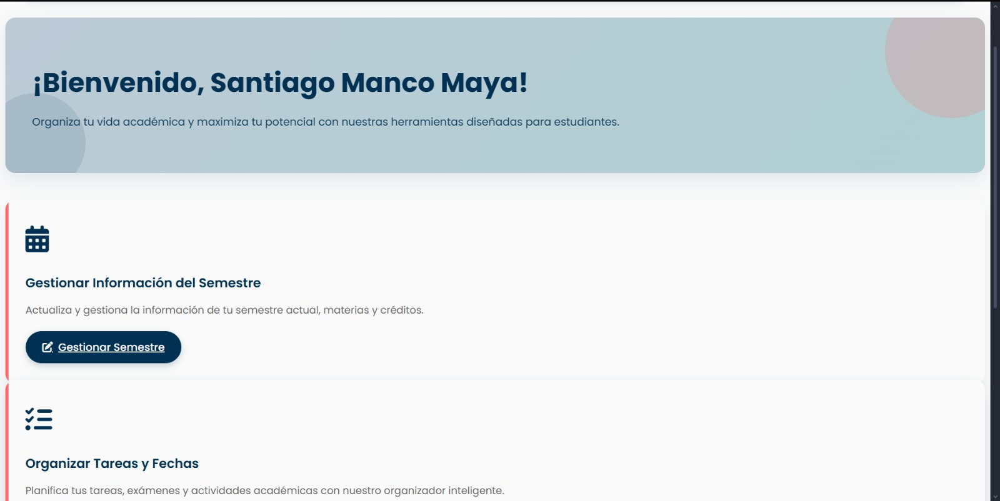 ¡Bienvenido, Santiago Manco Maya!
Organiza tu vida académica y maximiza tu potencial con nuestras herramientas diseñadas para estudiantes.
Gestionar Información del Semestre
Actualiza y gestiona la información de tu semestre actual, materias y créditos.
Gestionar Semestre
Organizar Tareas y Fechas
Planifica tus tareas, exámenes y actividades académicas con nuestro organizador inteligente.